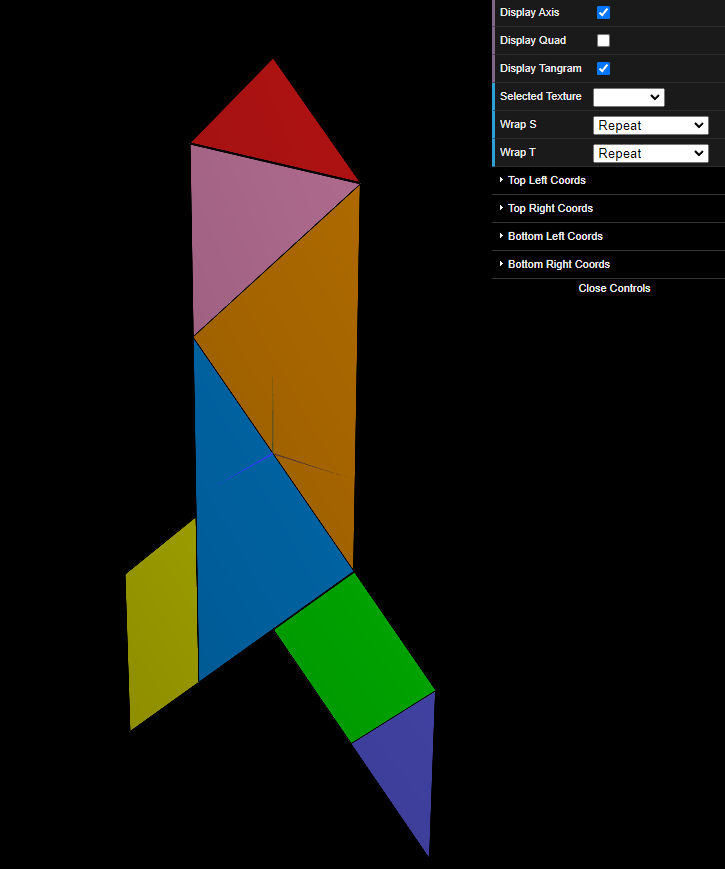 Display Axis
Display Quad
Display Tangram
Selected Texture
Wrap S Repeat
Wrap T Repeat
Top Left Coords
Top Right Coords
Bottom Left Coords
Bottom Right Coords
Close Controls